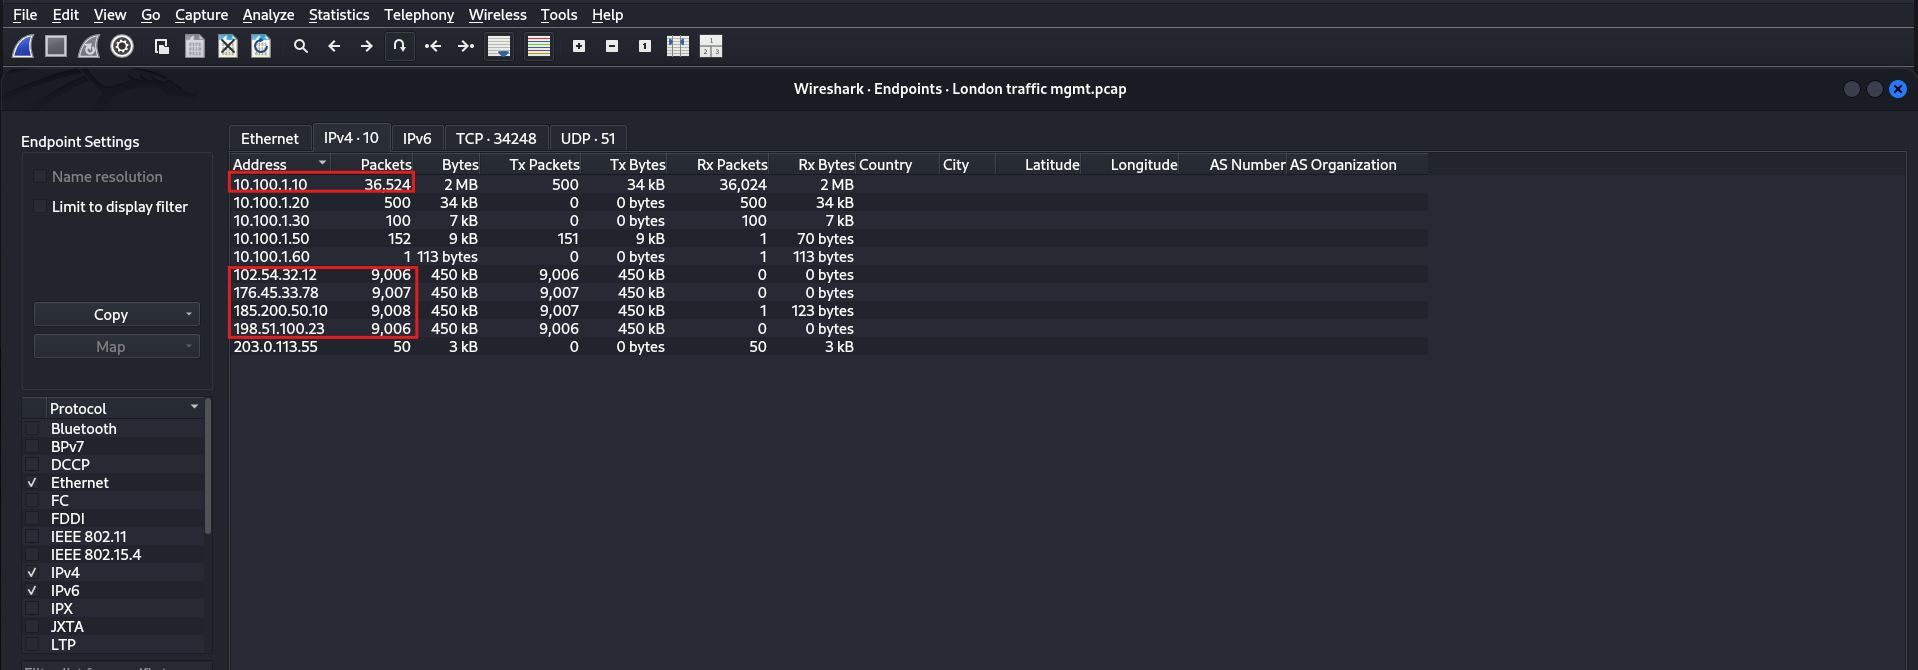 File Edit View Go Capture Analyze Statistics Telephony Wireless Tools Help
Wireshark · Endpoints · London traffic mgmt.pcap
Endpoint Settings
Name resolution
Limit to display filter
Copy
Map
Protocol
Bluetooth
BPv7
DCCP
Ethernet
FC
FDDI
IEEE 802.11
IEEE 802.15.4
IPv4
IPv6
IPX
JXTA
LTP
Ethernet IPv4 · 10 IPv6 TCP · 34248 UDP · 51
Address Packets Bytes Tx Packets Tx Bytes Rx Packets Rx Bytes Country City Latitude Longitude AS Number AS Organization
10.100.1.10 36,524 2 MB 500 34 kB 36,024 2 MB
10.100.1.20 500 34 kB 0 0 bytes 500 34 kB
10.100.1.30 100 7 kB 0 0 bytes 100 7 kB
10.100.1.50 152 9 kB 151 9 kB 1 70 bytes
10.100.1.60 1 113 bytes 0 0 bytes 1 113 bytes
102.54.32.12 9,006 450 kB 9,006 450 kB 0 0 bytes
176.45.33.78 9,007 450 kB 9,007 450 kB 0 0 bytes
185.200.50.10 9,008 450 kB 9,007 450 kB 1 123 bytes
198.51.100.23 9,006 450 kB 9,006 450 kB 0 0 bytes
203.0.113.55 50 3 kB 0 0 bytes 50 3 kB